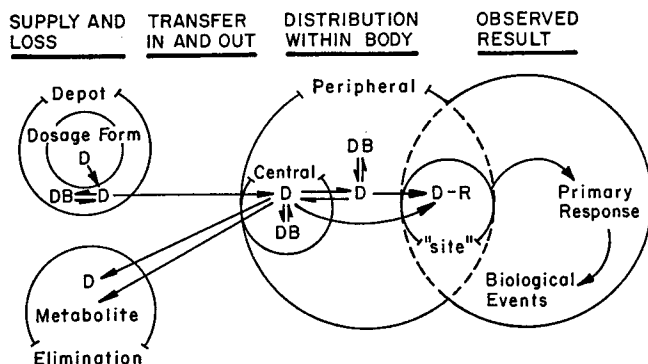 SUPPLY AND LOSS
TRANSFER IN AND OUT
DISTRIBUTION WITHIN BODY
OBSERVED RESULT
Depot
Dosage Form
D
DB D
D
Metabolite
Elimination
Peripheral
Central
D
DB
DB
D
D-R
"site"
Primary
Response
Biological
Events